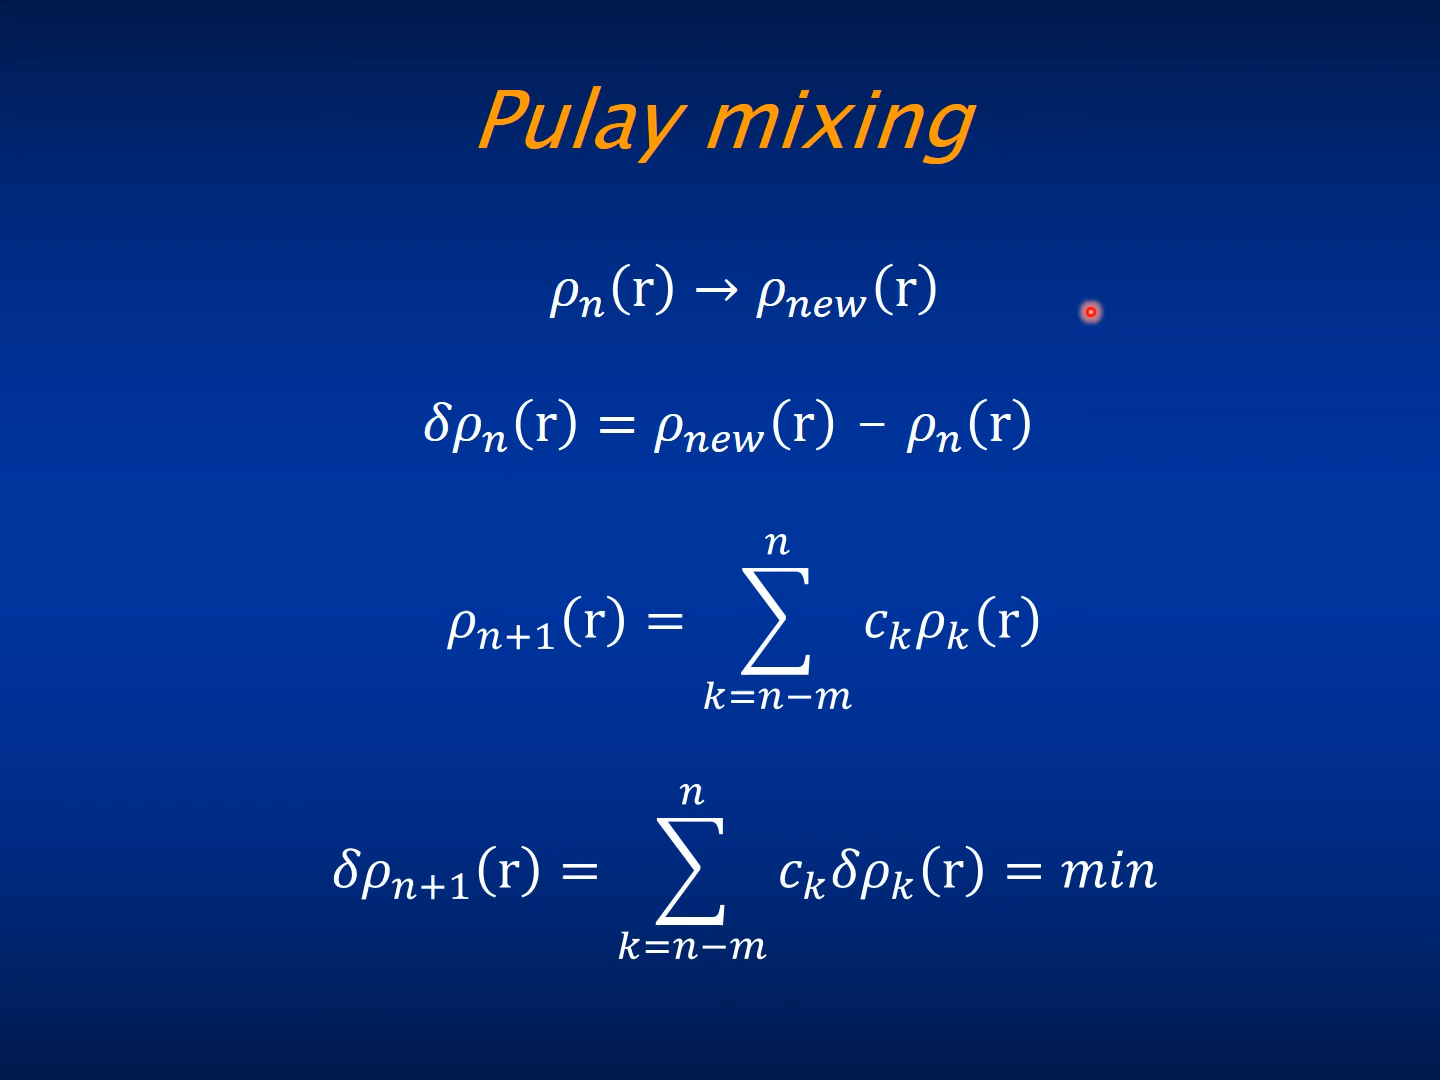 Pulay mixing
ρₙ(r) → ρₙₑw(r)
δρₙ(r) = ρₙₑw(r) − ρₙ(r)
ρₙ₊₁(r) = ∑_{k=n−m}^{n} cₖρₖ(r)
δρₙ₊₁(r) = ∑_{k=n−m}^{n} cₖδρₖ(r) = min